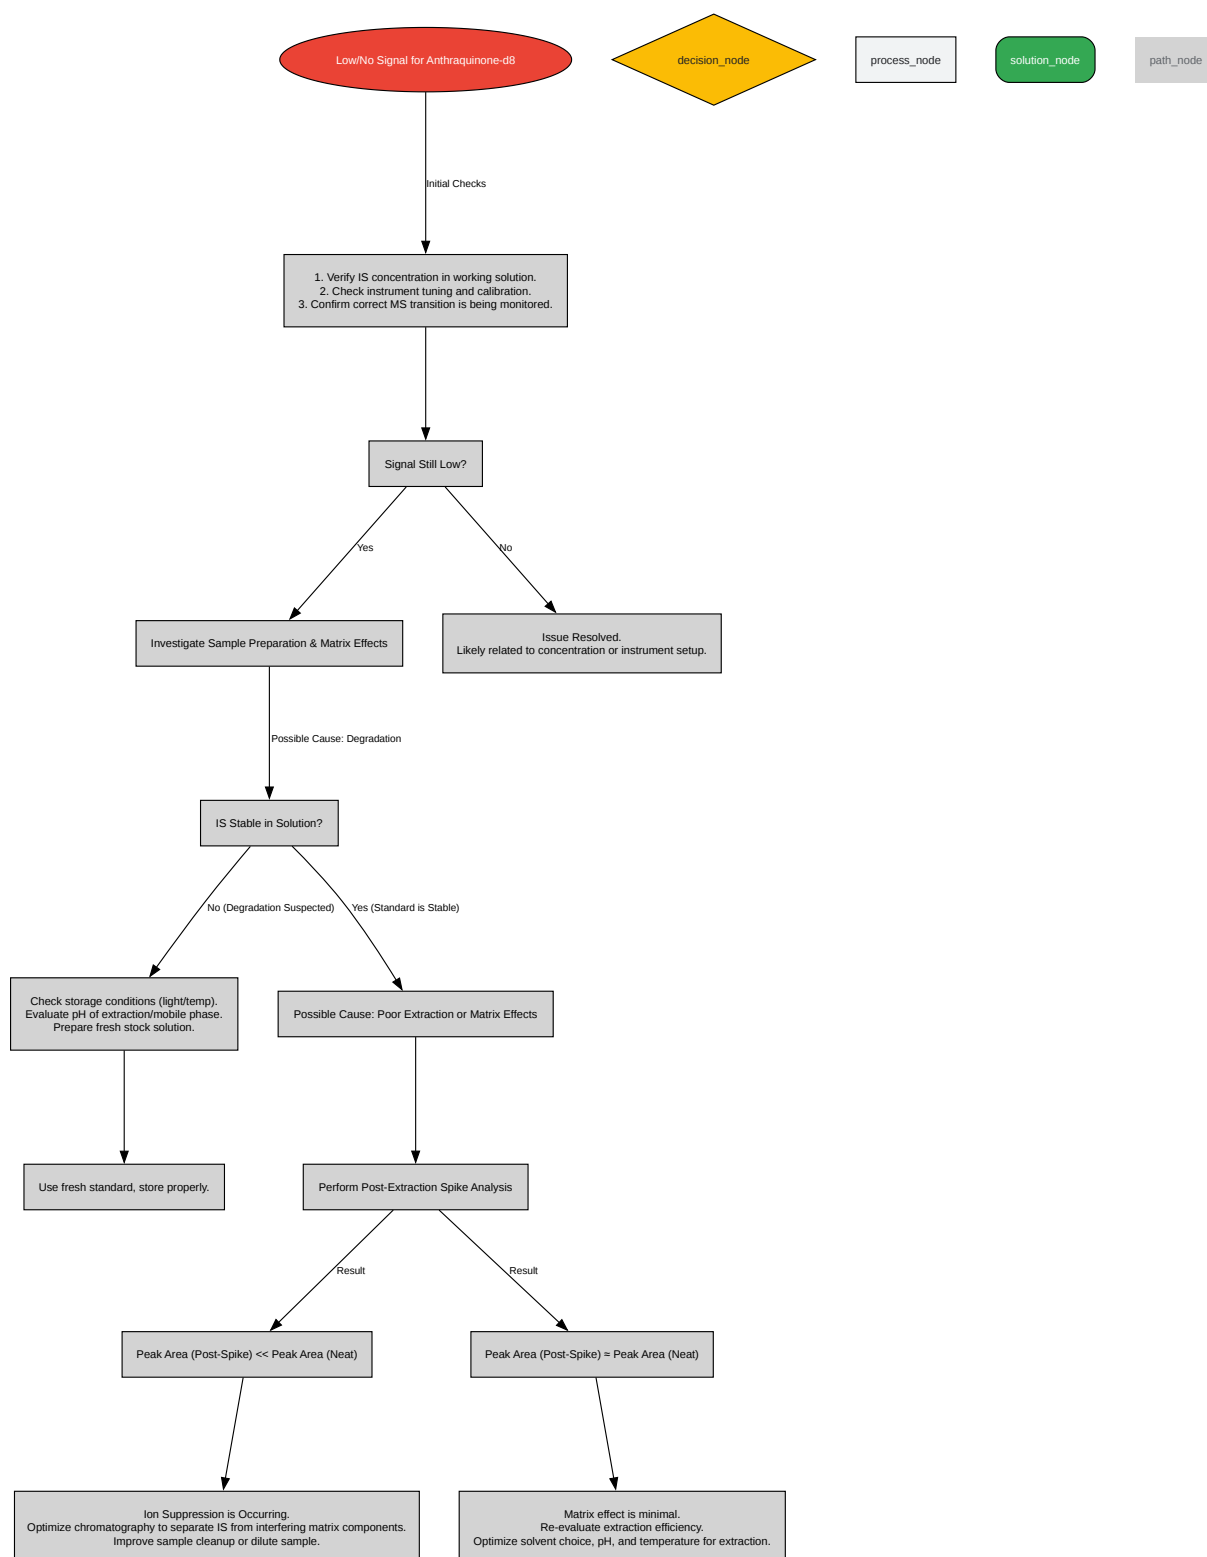 Low/No Signal for Anthraquinone-d8
decision_node
process_node
solution_node
path_node
Initial Checks
1. Verify IS concentration in working solution.
2. Check instrument tuning and calibration.
3. Confirm correct MS transition is being monitored.
Signal Still Low?
Yes
No
Investigate Sample Preparation & Matrix Effects
Issue Resolved.
Likely related to concentration or instrument setup.
Possible Cause: Degradation
IS Stable in Solution?
No (Degradation Suspected)
Yes (Standard is Stable)
Check storage conditions (light/temp).
Evaluate pH of extraction/mobile phase.
Prepare fresh stock solution.
Possible Cause: Poor Extraction or Matrix Effects
Use fresh standard, store properly.
Perform Post-Extraction Spike Analysis
Result
Result
Peak Area (Post-Spike) << Peak Area (Neat)
Peak Area (Post-Spike) ≈ Peak Area (Neat)
Ion Suppression is Occurring.
Optimize chromatography to separate IS from interfering matrix components.
Improve sample cleanup or dilute sample.
Matrix effect is minimal.
Re-evaluate extraction efficiency.
Optimize solvent choice, pH, and temperature for extraction.